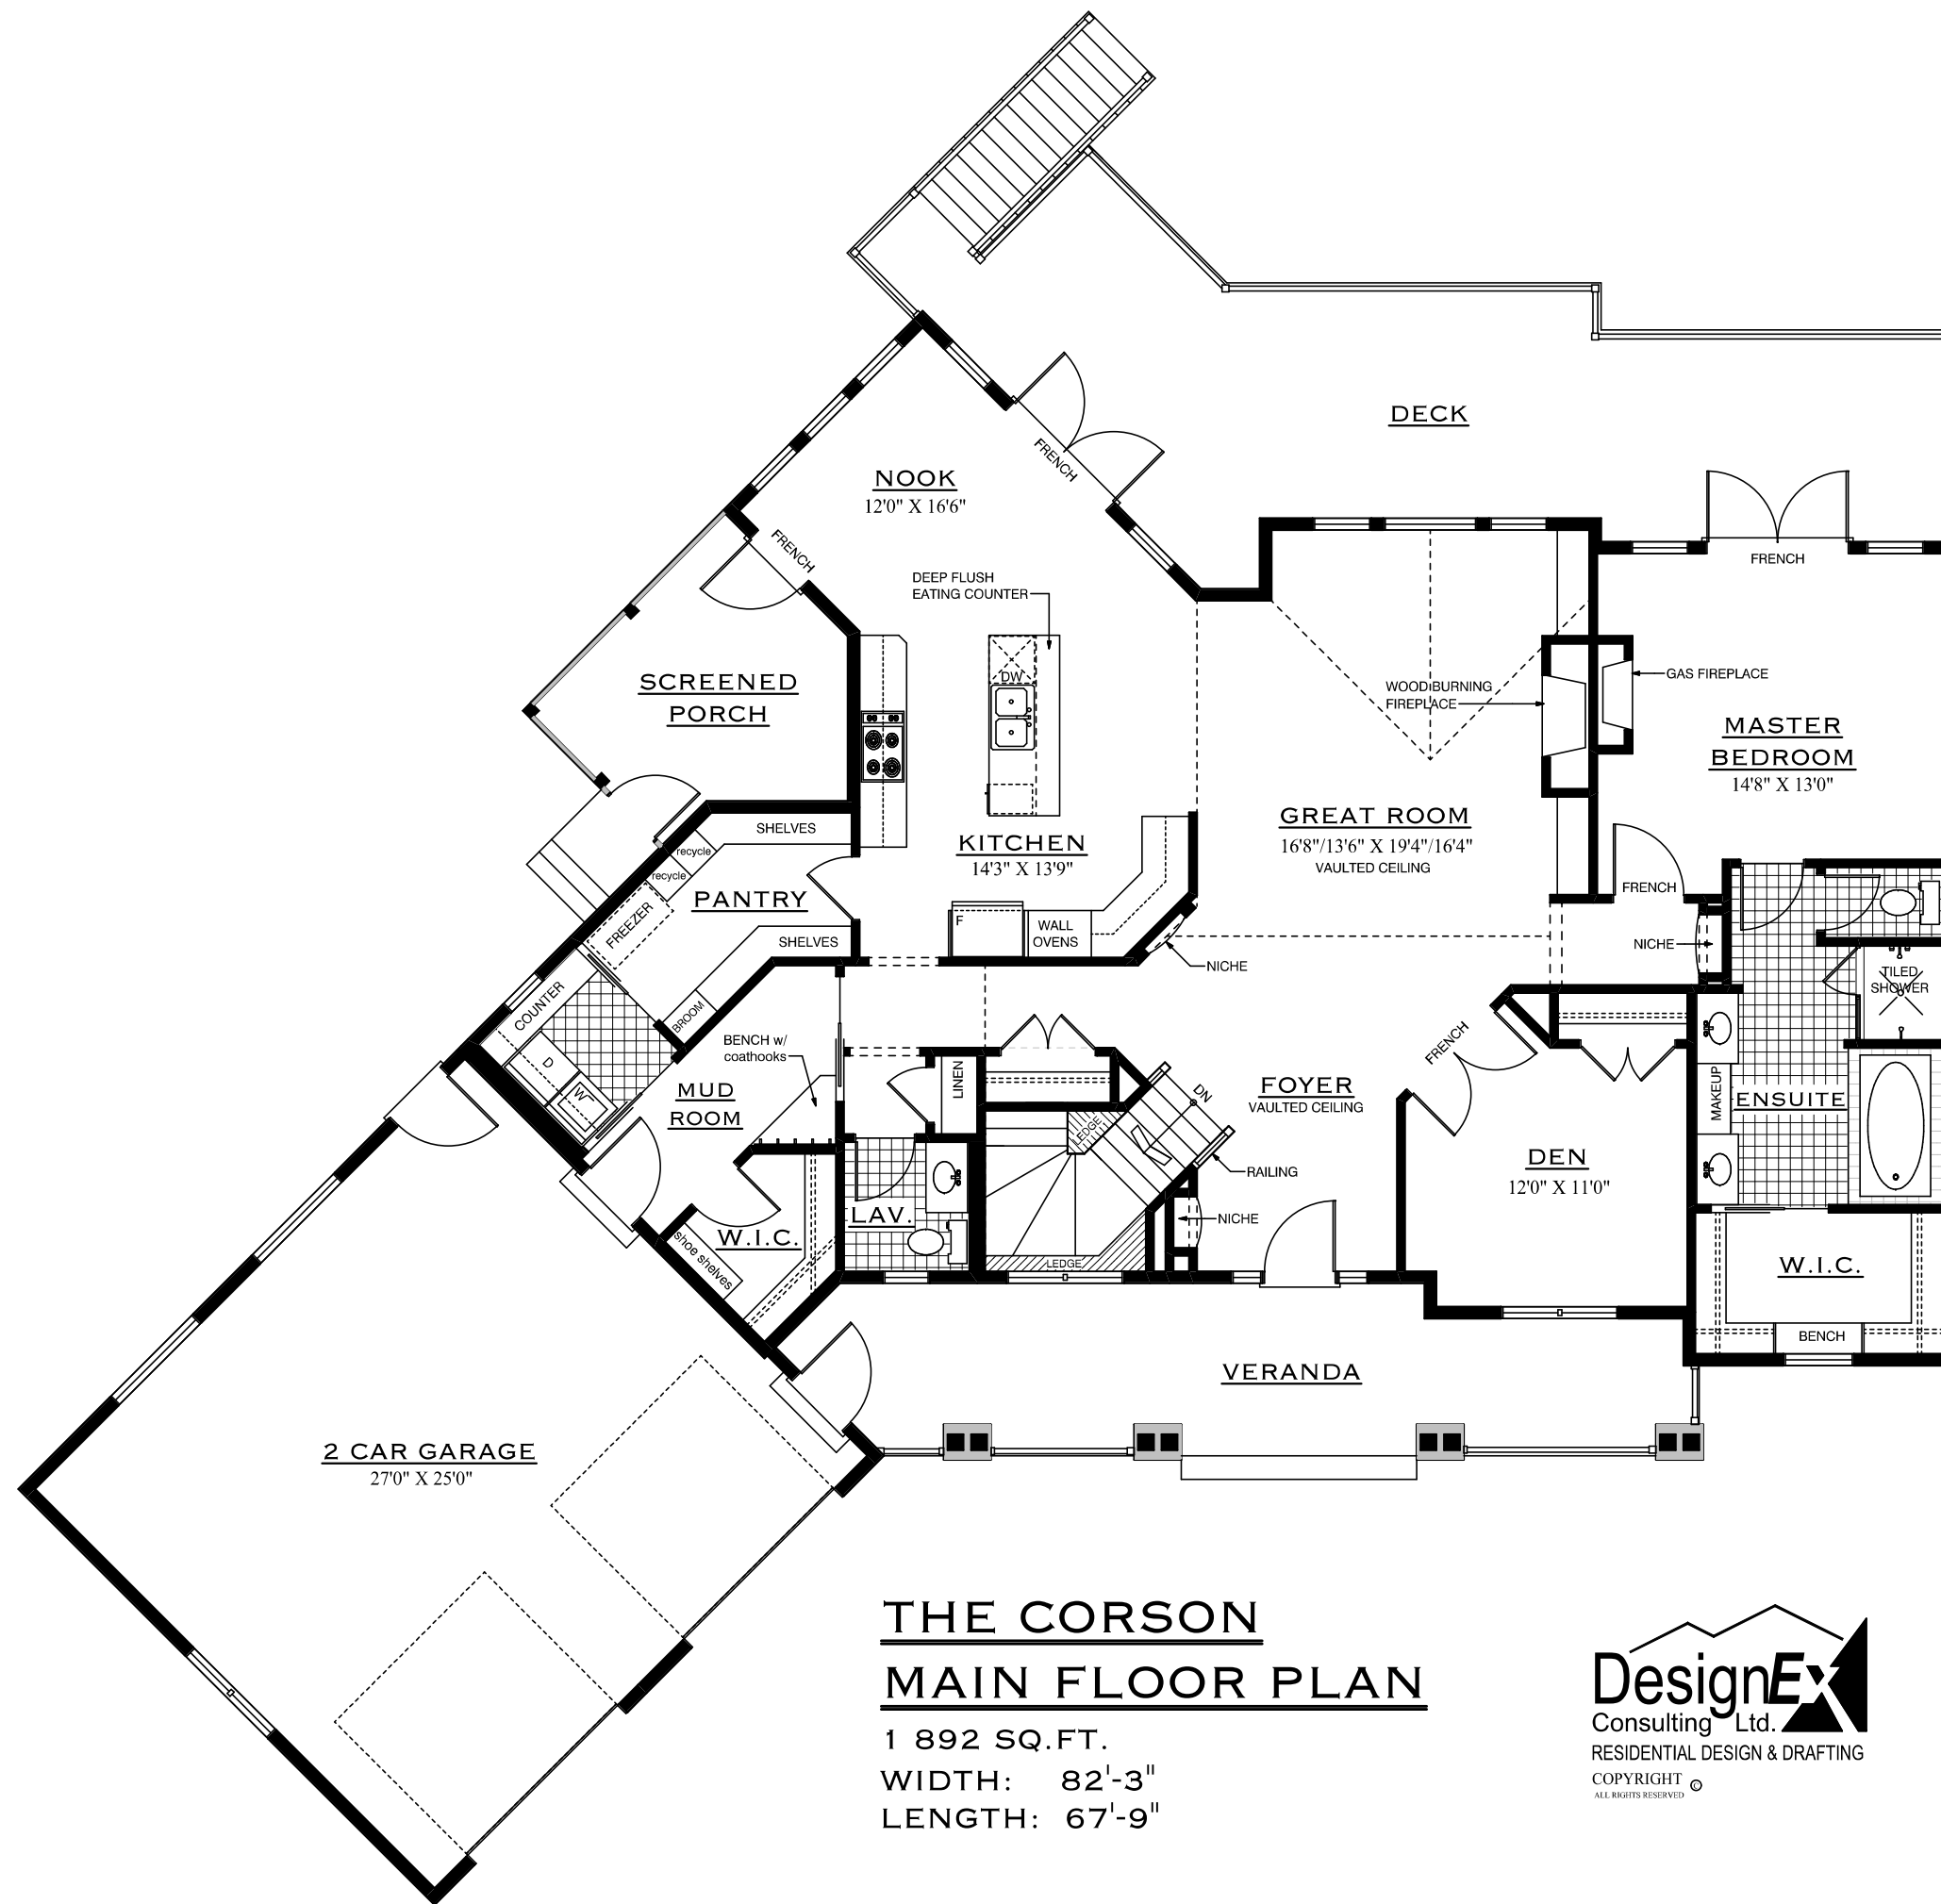 DECK
NOOK
12'0" X 16'6"
FRENCH
FRENCH
FRENCH
DEEP FLUSH
EATING COUNTER
DW
SCREENED
PORCH
WOOD BURNING
FIREPLACE
GAS FIREPLACE
MASTER
BEDROOM
14'8" X 13'0"
GREAT ROOM
16'8"/13'6" X 19'4"/16'4"
VAULTED CEILING
KITCHEN
14'3" X 13'9"
SHELVES
recycle
recycle
PANTRY
FREEZER
SHELVES
F
WALL
OVENS
NICHE
FRENCH
NICHE
TILED
SHOWER
COUNTER
BROOM
BENCH w/
coathooks
D
W
MUD
ROOM
LINEN
DN
FOYER
VAULTED CEILING
FRENCH
MAKEUP
ENSUITE
LEDGE
RAILING
DEN
12'0" X 11'0"
LAV.
W.I.C.
shoe shelves
NICHE
LEDGE
W.I.C.
BENCH
VERANDA
2 CAR GARAGE
27'0" X 25'0"
THE CORSON
MAIN FLOOR PLAN
1 892 SQ.FT.
WIDTH: 82'-3"
LENGTH: 67'-9"
DesignEx
Consulting Ltd.
RESIDENTIAL DESIGN & DRAFTING
COPYRIGHT ©
ALL RIGHTS RESERVED